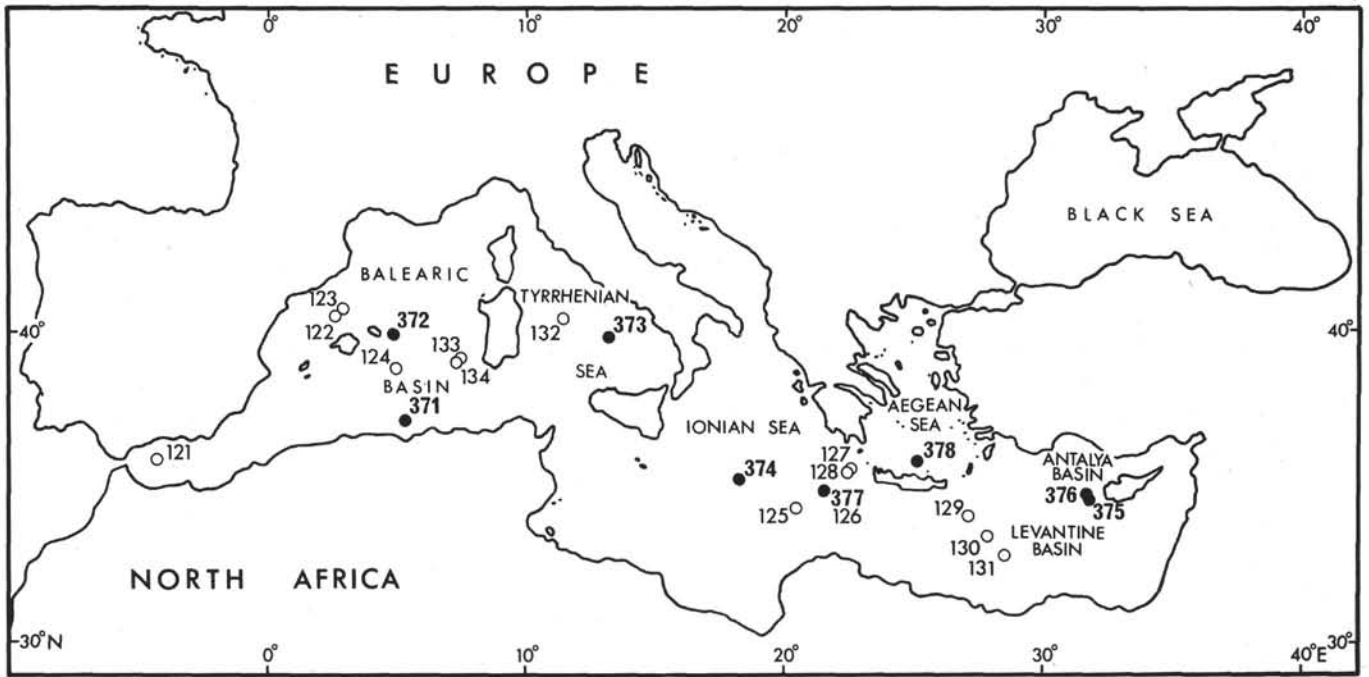 0° 10° 20° 30° 40°
EUROPE
BLACK SEA
BALEARIC
TYRRHENIAN
123
122
372
132
373
40° 40°
124
133
134
BASIN
SEA
371
AEGEAN
SEA
IONIAN SEA
121
127
128
378
ANTALYA
BASIN
374
377
376
375
125
126
129
130
LEVANTINE
BASIN
131
NORTH AFRICA
30°N 30°
0° 10° 20° 30° 40°E